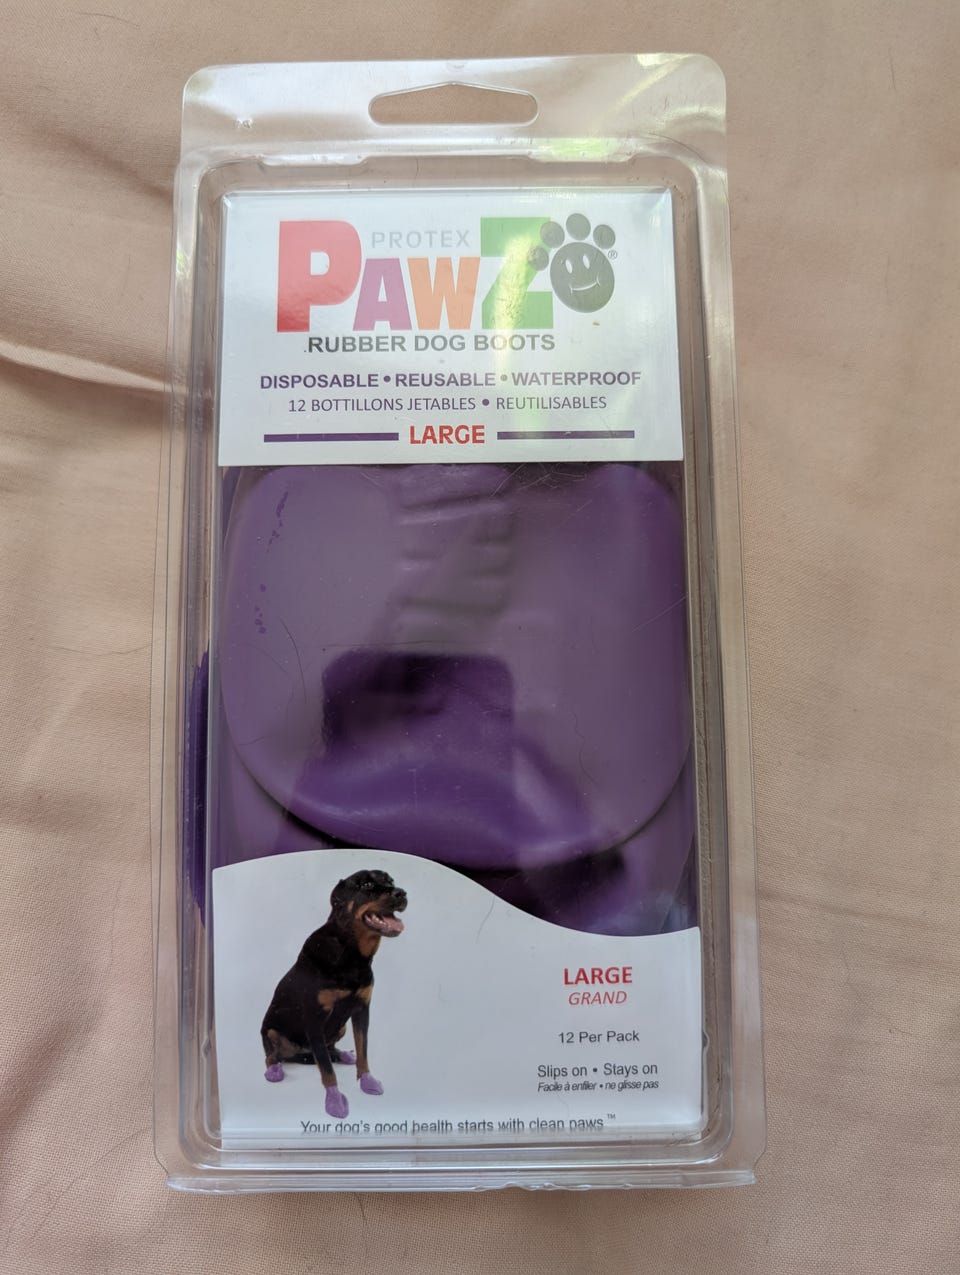 PROTEX
PAWZ®
RUBBER DOG BOOTS
DISPOSABLE • REUSABLE • WATERPROOF
12 BOTTILLONS JETABLES • REUTILISABLES
LARGE
LARGE
GRAND
12 Per Pack
Slips on • Stays on
Facile à enfiler • ne glisse pas
Your dog's good health starts with clean paws™